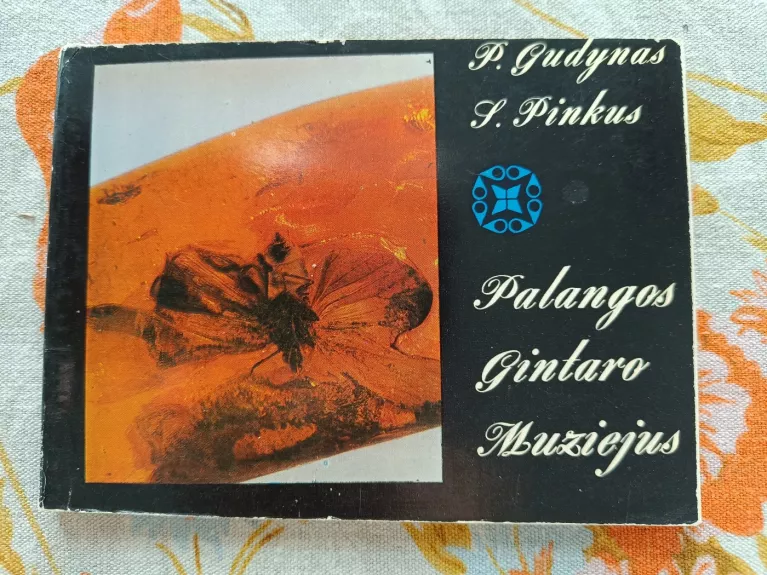 P. Gudynas
S. Pinkus
Palangos
Gintaro
Muziejus